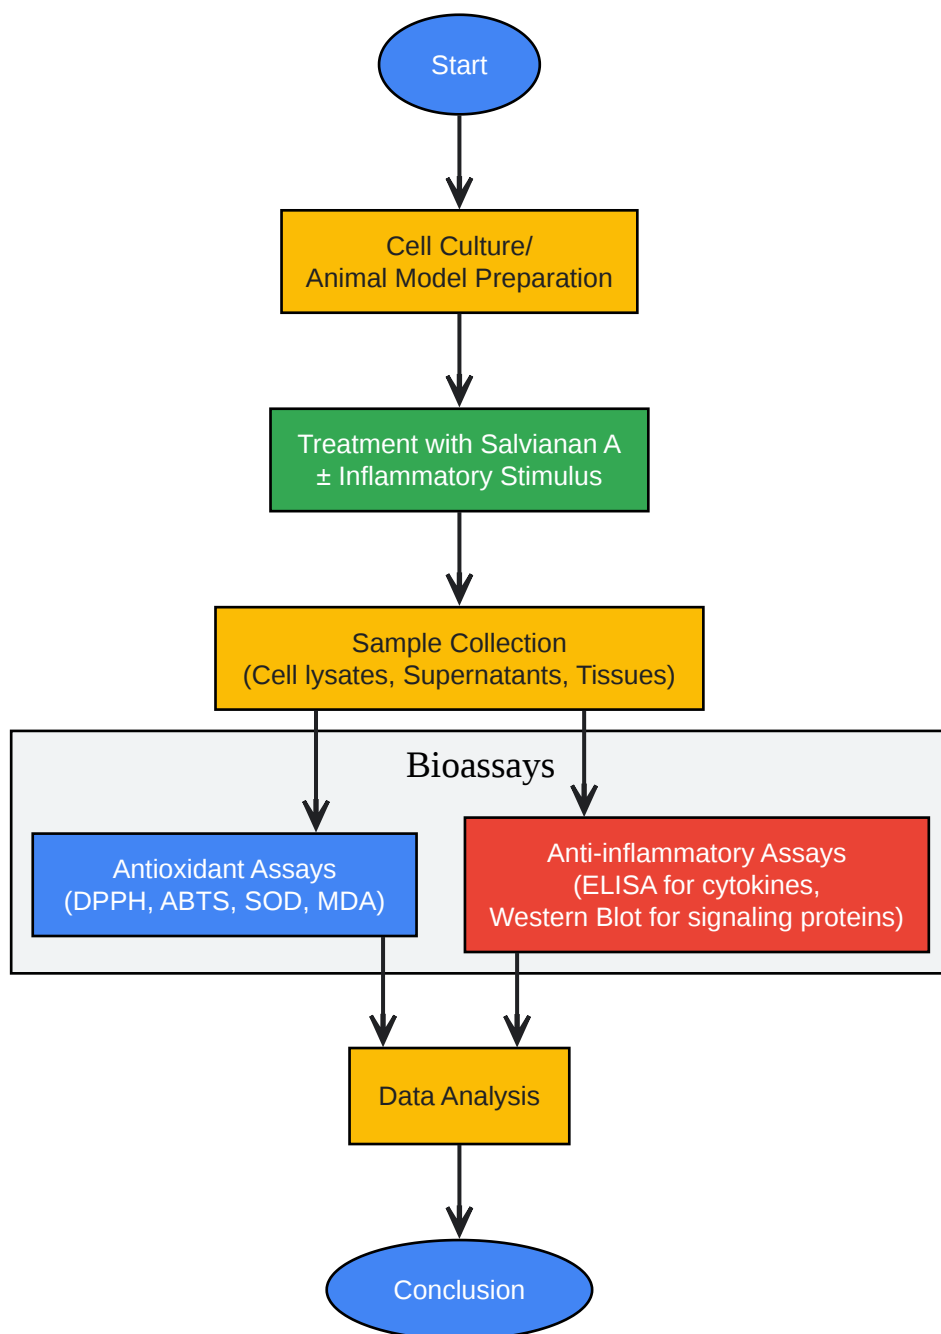 Start
Cell Culture/
Animal Model Preparation
Treatment with Salvianan A
± Inflammatory Stimulus
Sample Collection
(Cell lysates, Supernatants, Tissues)
Bioassays
Antioxidant Assays
(DPPH, ABTS, SOD, MDA)
Anti-inflammatory Assays
(ELISA for cytokines,
Western Blot for signaling proteins)
Data Analysis
Conclusion